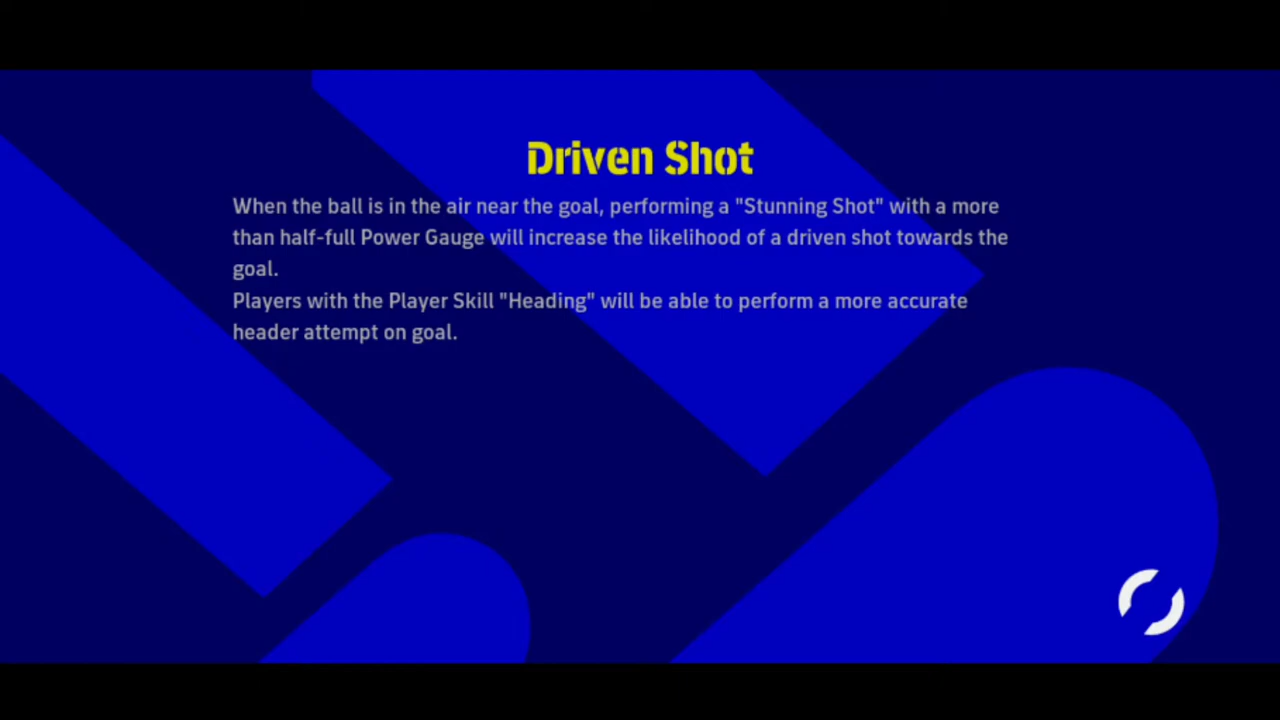 Driven Shot
When the ball is in the air near the goal, performing a "Stunning Shot" with a more
than half-full Power Gauge will increase the likelihood of a driven shot towards the
goal.
Players with the Player Skill "Heading" will be able to perform a more accurate
header attempt on goal.